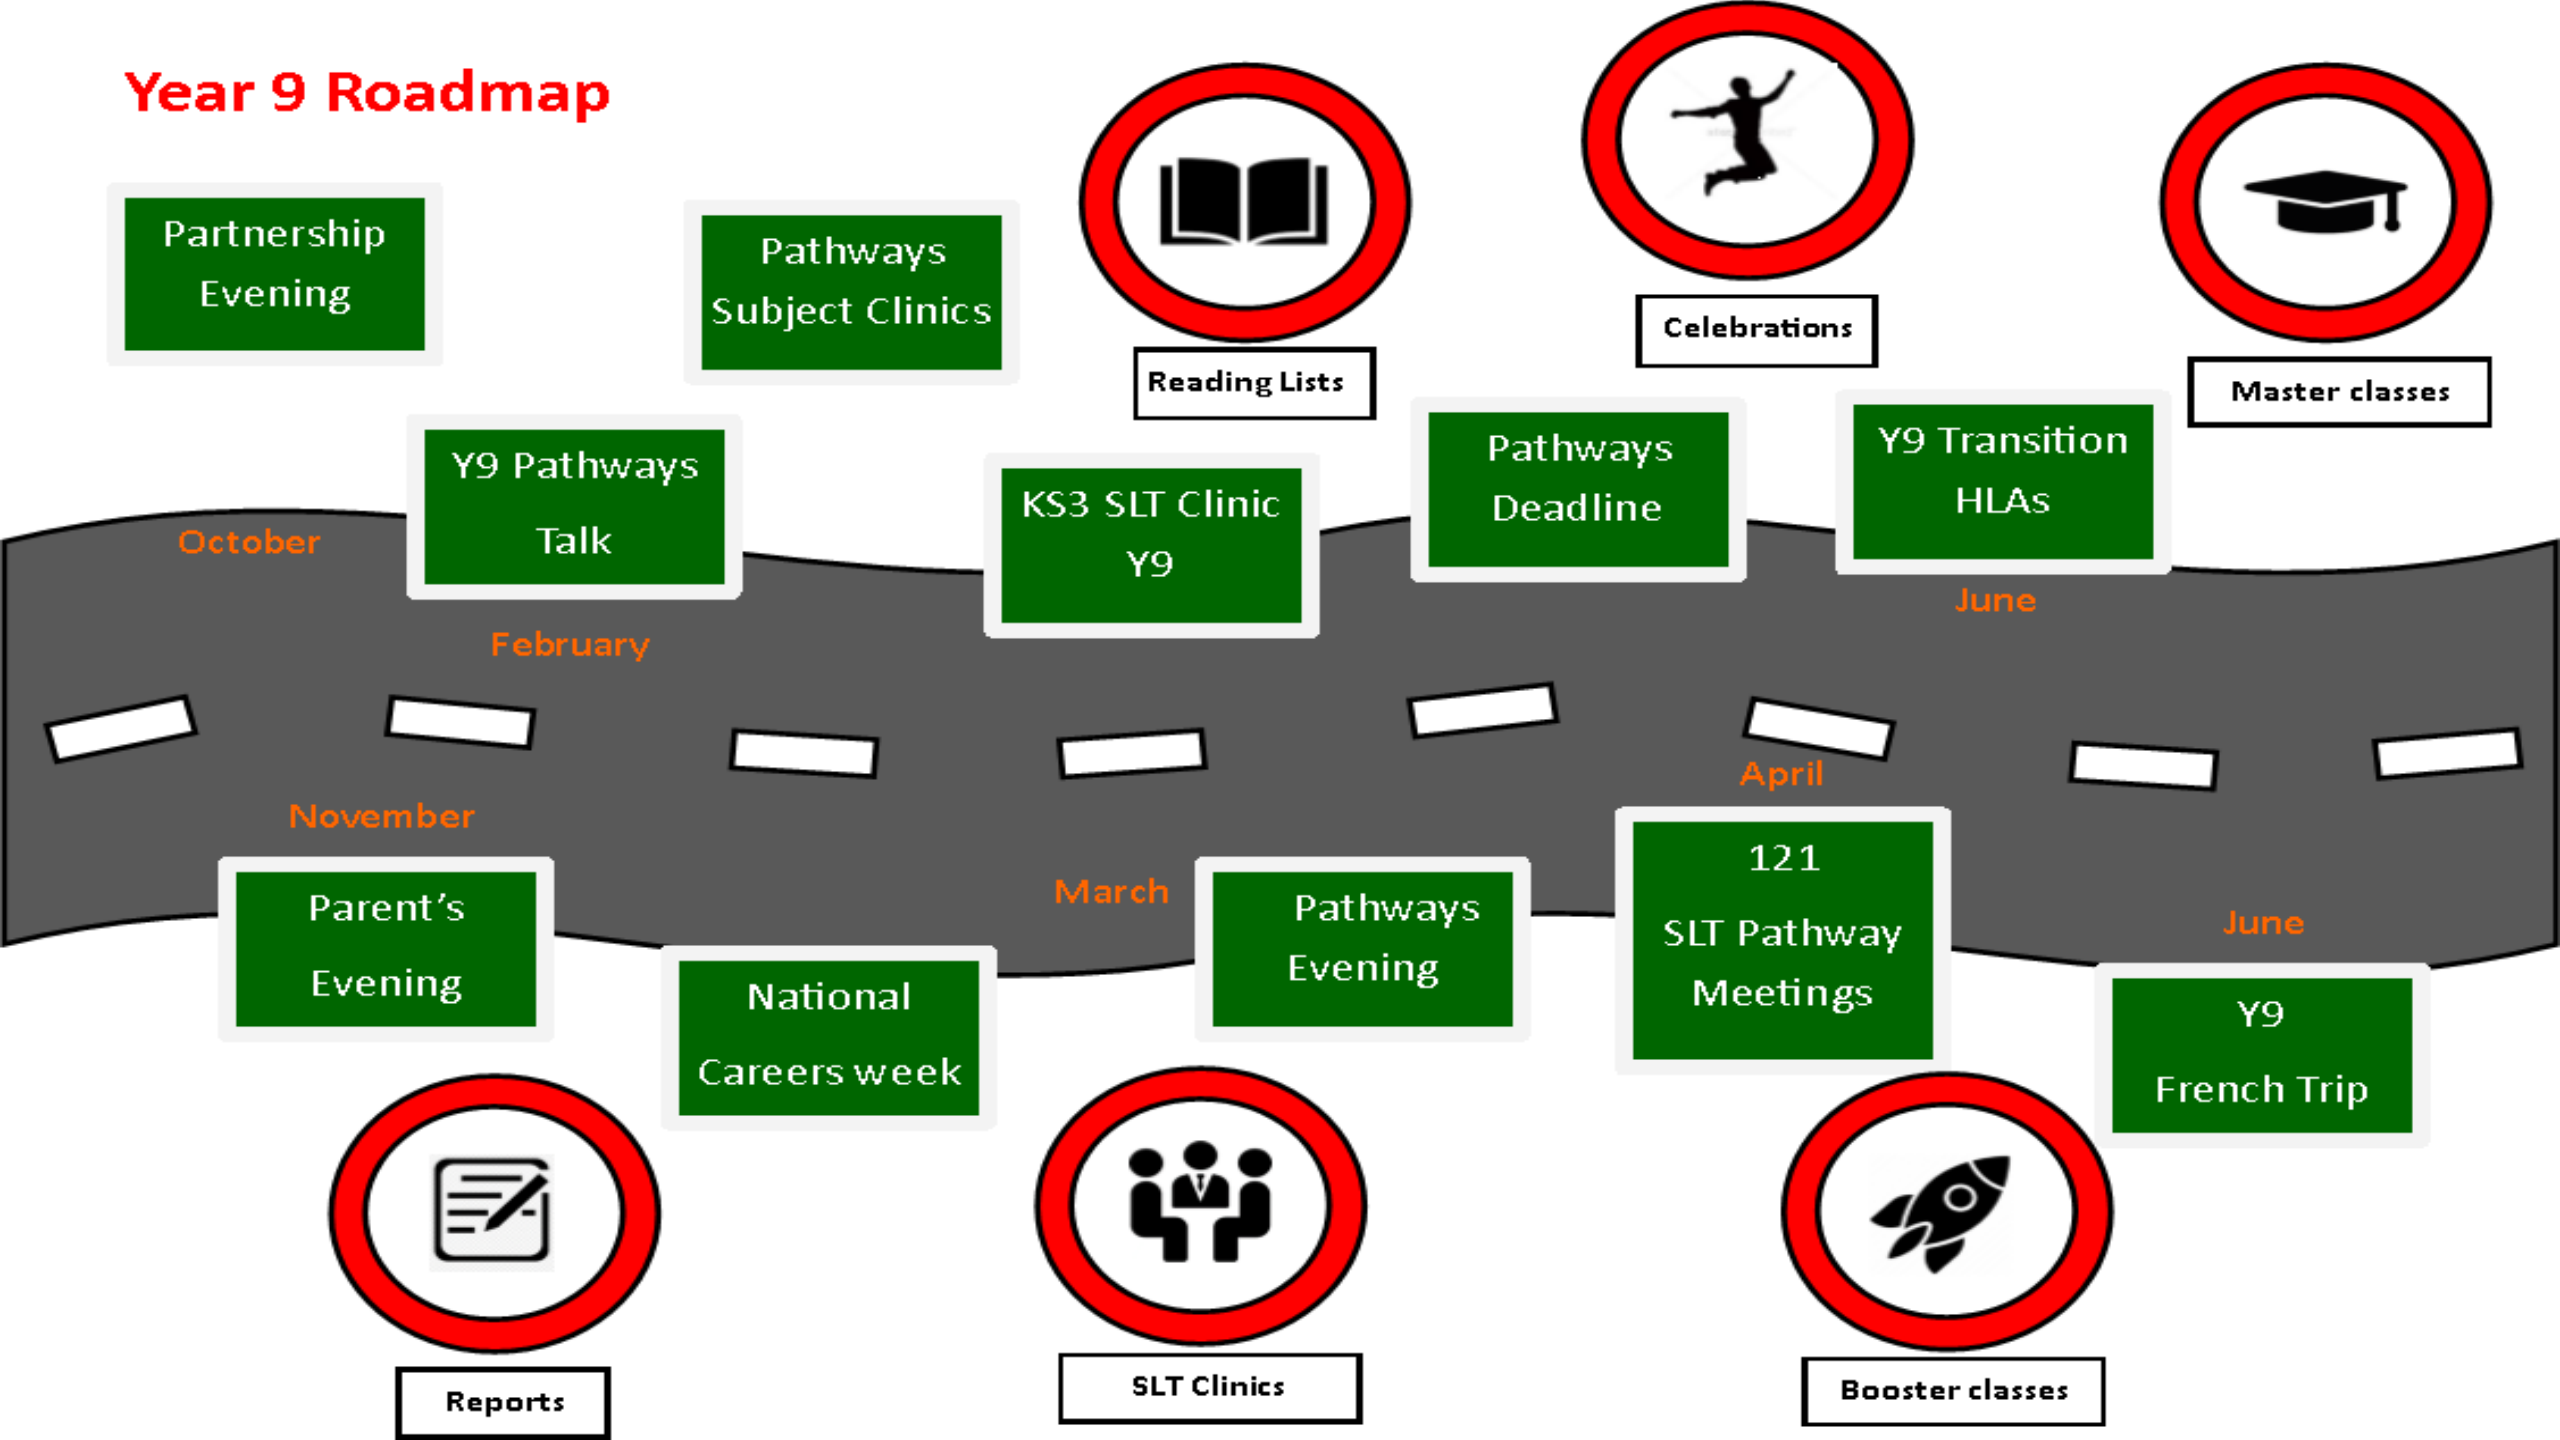 Year 9 Roadmap
Partnership
Evening
Pathways
Subject Clinics
Reading Lists
Celebrations
Master classes
October
Y9 Pathways
Talk
February
KS3 SLT Clinic
Y9
Pathways
Deadline
Y9 Transition
HLAs
June
November
Parent’s
Evening
National
Careers week
March
Pathways
Evening
April
121
SLT Pathway
Meetings
June
Y9
French Trip
Reports
SLT Clinics
Booster classes